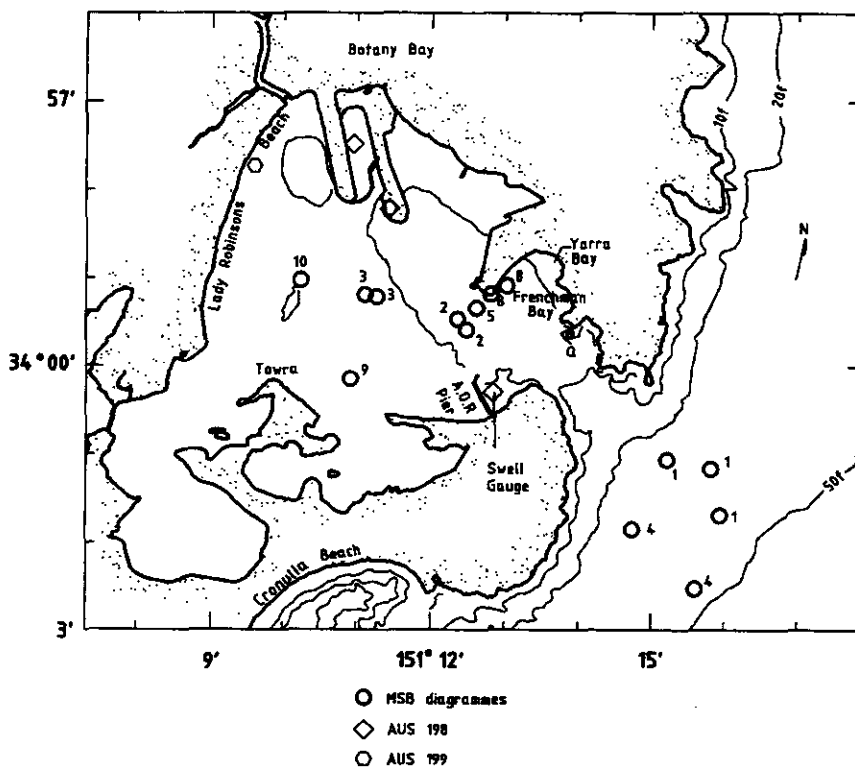 Botany Bay
57'
10f
20f
Beach
Lady Robinsons
N
Yarra
Bay
10
3
3
8
6
Frenchman
Bay
5
2
2
34°00'
Towra
9
A.O.R
Pier
Swell
Gauge
1
1
1
4
4
50f
Cronulla Beach
3'
9'
151° 12'
15'
MSB diagrammes
AUS 198
AUS 199